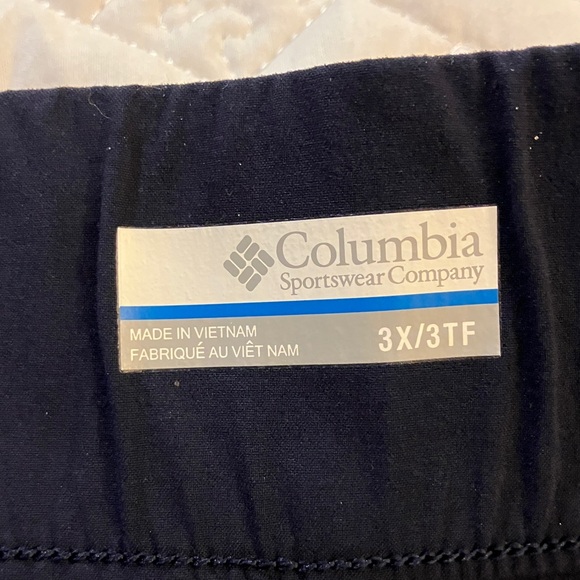 Columbia
Sportswear Company
MADE IN VIETNAM
FABRIQUÉ AU VIÊT NAM
3X/3TF